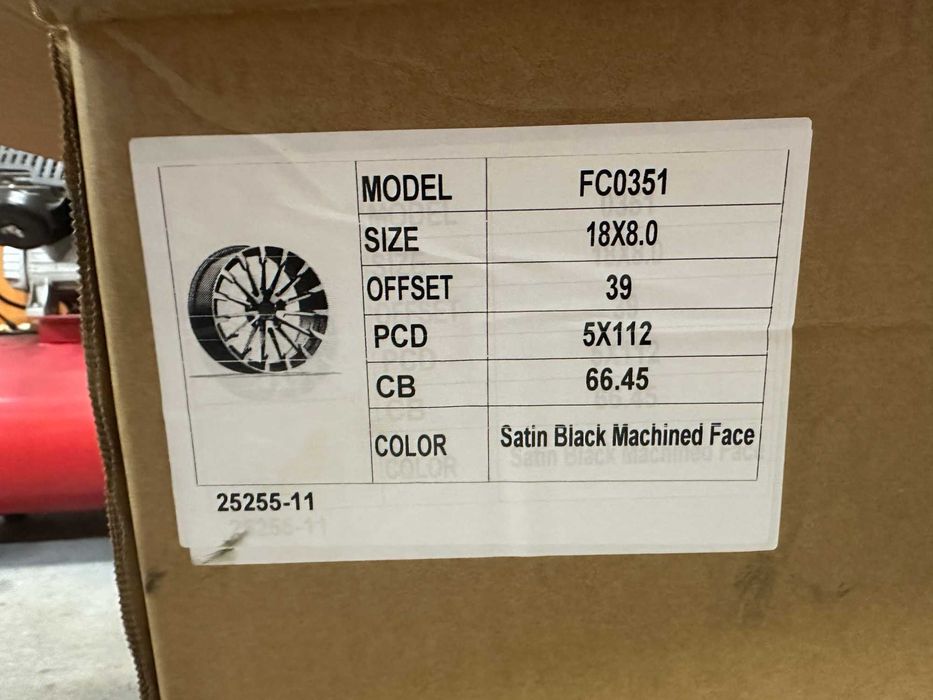 MODEL FC0351
SIZE 18X8.0
OFFSET 39
PCD 5X112
CB 66.45
COLOR Satin Black Machined Face
25255-11